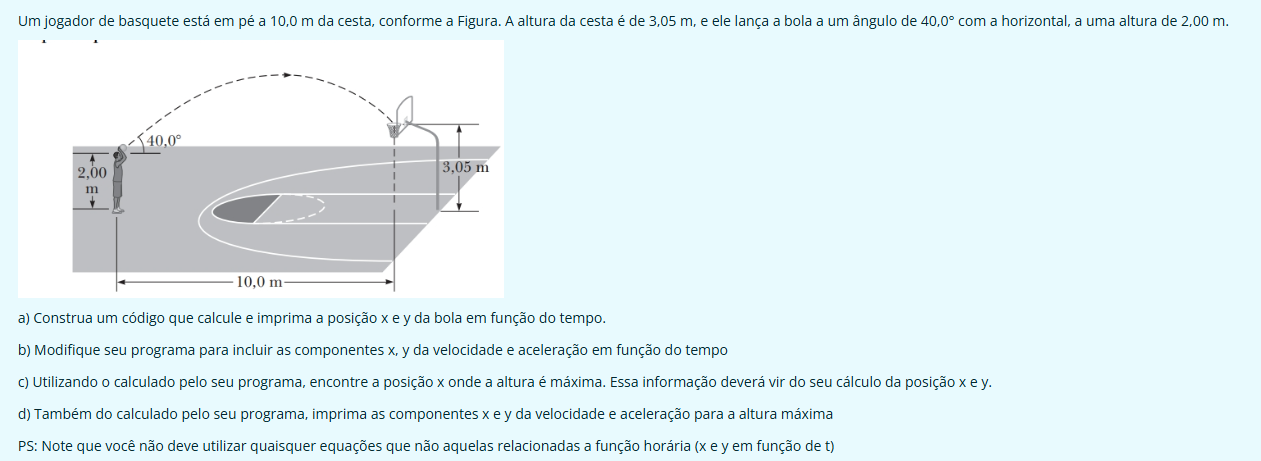 Um jogador de basquete está em pé a 10,0 m da cesta, conforme a Figura. A altura da cesta é de 3,05 m, e ele lança a bola a um ângulo de 40,0° com a horizontal, a uma altura de 2,00 m.
40,0°
2,00
m
3,05 m
10,0 m
a) Construa um código que calcule e imprima a posição x e y da bola em função do tempo.
b) Modifique seu programa para incluir as componentes x, y da velocidade e aceleração em função do tempo
c) Utilizando o calculado pelo seu programa, encontre a posição x onde a altura é máxima. Essa informação deverá vir do seu cálculo da posição x e y.
d) Também do calculado pelo seu programa, imprima as componentes x e y da velocidade e aceleração para a altura máxima
PS: Note que você não deve utilizar quaisquer equações que não aquelas relacionadas a função horária (x e y em função de t)